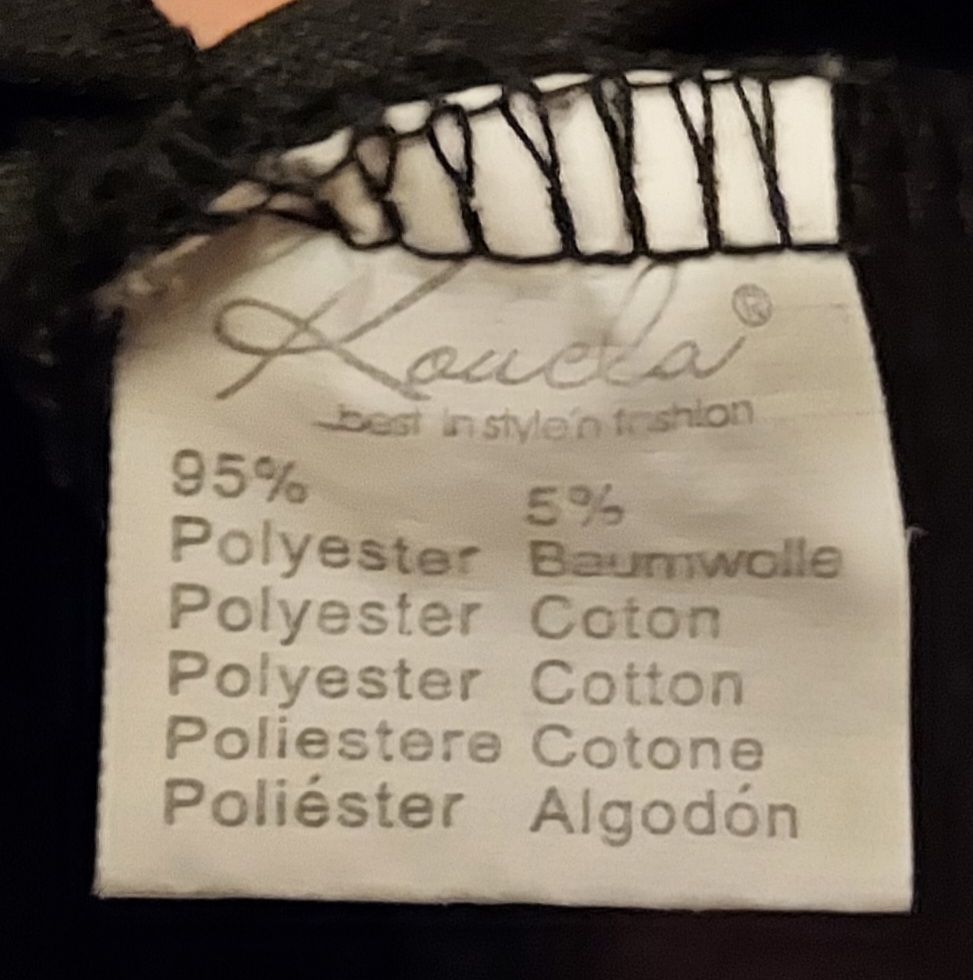 Koucla®
best in style'n fashion
95% 5%
Polyester Baumwolle
Polyester Coton
Polyester Cotton
Poliestere Cotone
Poliéster Algodón